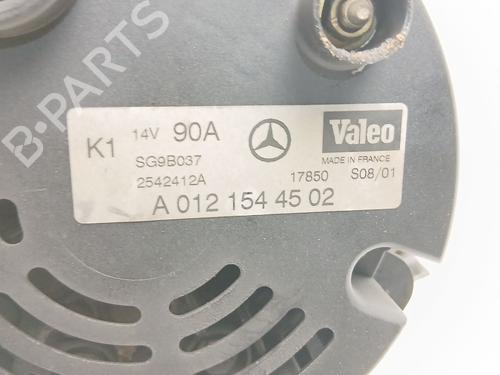 B-PARTS
K1 14V 90A Valeo
SG9B037 MADE IN FRANCE
2542412A 17850 S08/01
A 012 154 45 02